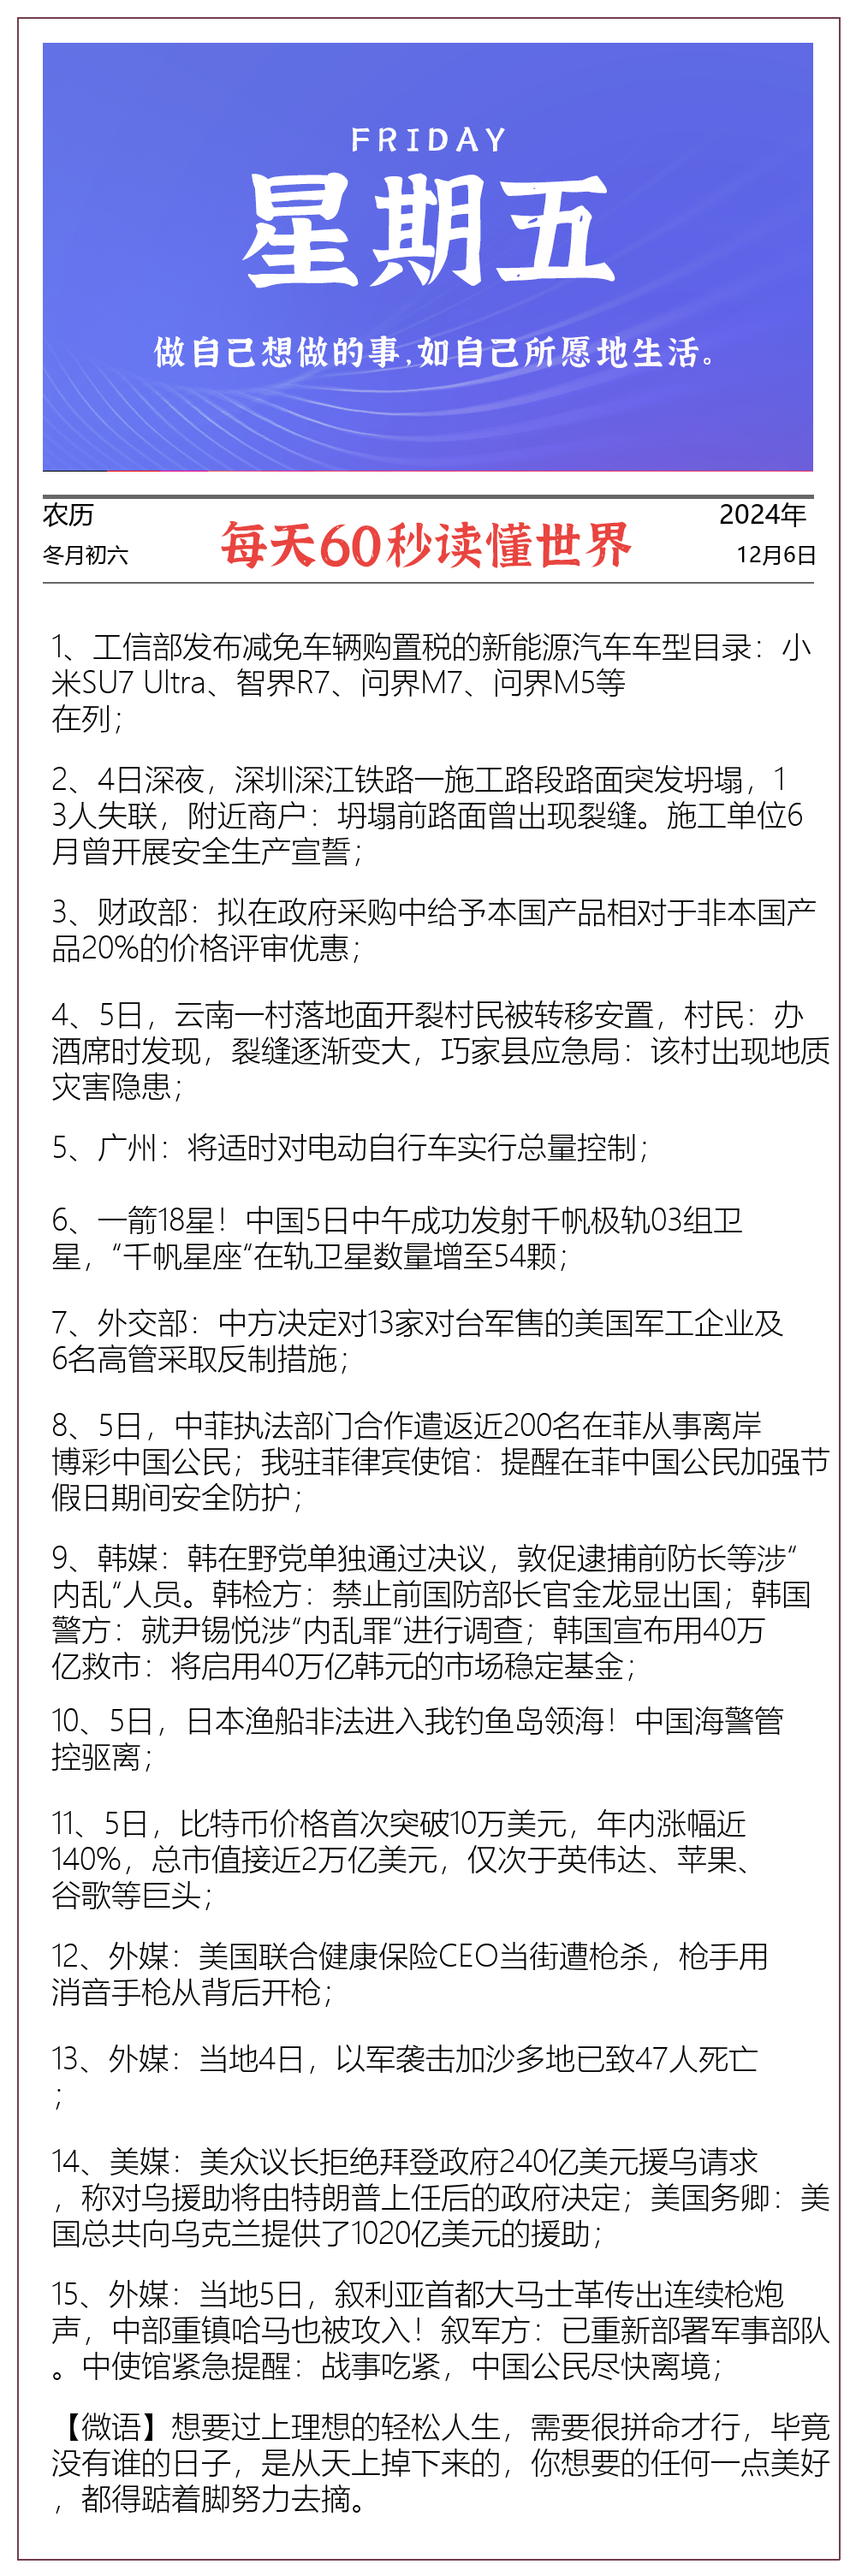 FRIDAY
星期五
做自己想做的事,如自己所愿地生活。
农历
冬月初六
每天60秒读懂世界
2024年
12月6日
1、工信部发布减免车辆购置税的新能源汽车车型目录：小
米SU7 Ultra、智界R7、问界M7、问界M5等
在列；
2、4日深夜，深圳深江铁路一施工路段路面突发坍塌，1
3人失联，附近商户：坍塌前路面曾出现裂缝。施工单位6
月曾开展安全生产宣誓；
3、财政部：拟在政府采购中给予本国产品相对于非本国产
品20%的价格评审优惠；
4、5日，云南一村落地面开裂村民被转移安置，村民：办
酒席时发现，裂缝逐渐变大，巧家县应急局：该村出现地质
灾害隐患；
5、广州：将适时对电动自行车实行总量控制；
6、一箭18星！中国5日中午成功发射千帆极轨03组卫
星，“千帆星座“在轨卫星数量增至54颗；
7、外交部：中方决定对13家对台军售的美国军工企业及
6名高管采取反制措施；
8、5日，中菲执法部门合作遣返近200名在菲从事离岸
博彩中国公民；我驻菲律宾使馆：提醒在菲中国公民加强节
假日期间安全防护；
9、韩媒：韩在野党单独通过决议，敦促逮捕前防长等涉“
内乱“人员。韩检方：禁止前国防部长官金龙显出国；韩国
警方：就尹锡悦涉“内乱罪“进行调查；韩国宣布用40万
亿救市：将启用40万亿韩元的市场稳定基金；
10、5日，日本渔船非法进入我钓鱼岛领海！中国海警管
控驱离；
11、5日，比特币价格首次突破10万美元，年内涨幅近
140%，总市值接近2万亿美元，仅次于英伟达、苹果、
谷歌等巨头；
12、外媒：美国联合健康保险CEO当街遭枪杀，枪手用
消音手枪从背后开枪；
13、外媒：当地4日，以军袭击加沙多地已致47人死亡
；
14、美媒：美众议长拒绝拜登政府240亿美元援乌请求
，称对乌援助将由特朗普上任后的政府决定；美国务卿：美
国总共向乌克兰提供了1020亿美元的援助；
15、外媒：当地5日，叙利亚首都大马士革传出连续枪炮
声，中部重镇哈马也被攻入！叙军方：已重新部署军事部队
。中使馆紧急提醒：战事吃紧，中国公民尽快离境；
【微语】想要过上理想的轻松人生，需要很拼命才行，毕竟
没有谁的日子，是从天上掉下来的，你想要的任何一点美好
，都得踮着脚努力去摘。